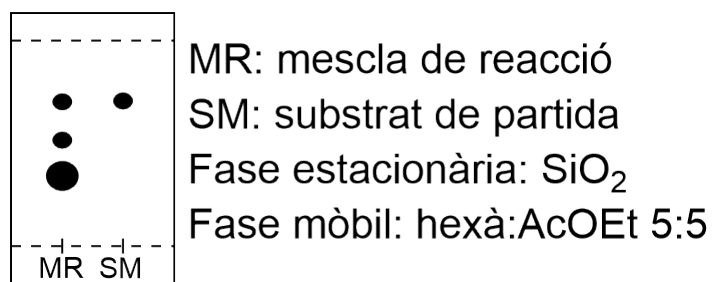 MR: mescla de reacció
SM: substrat de partida
Fase estacionària: SiO₂
Fase mòbil: hexà:AcOEt 5:5
MR SM